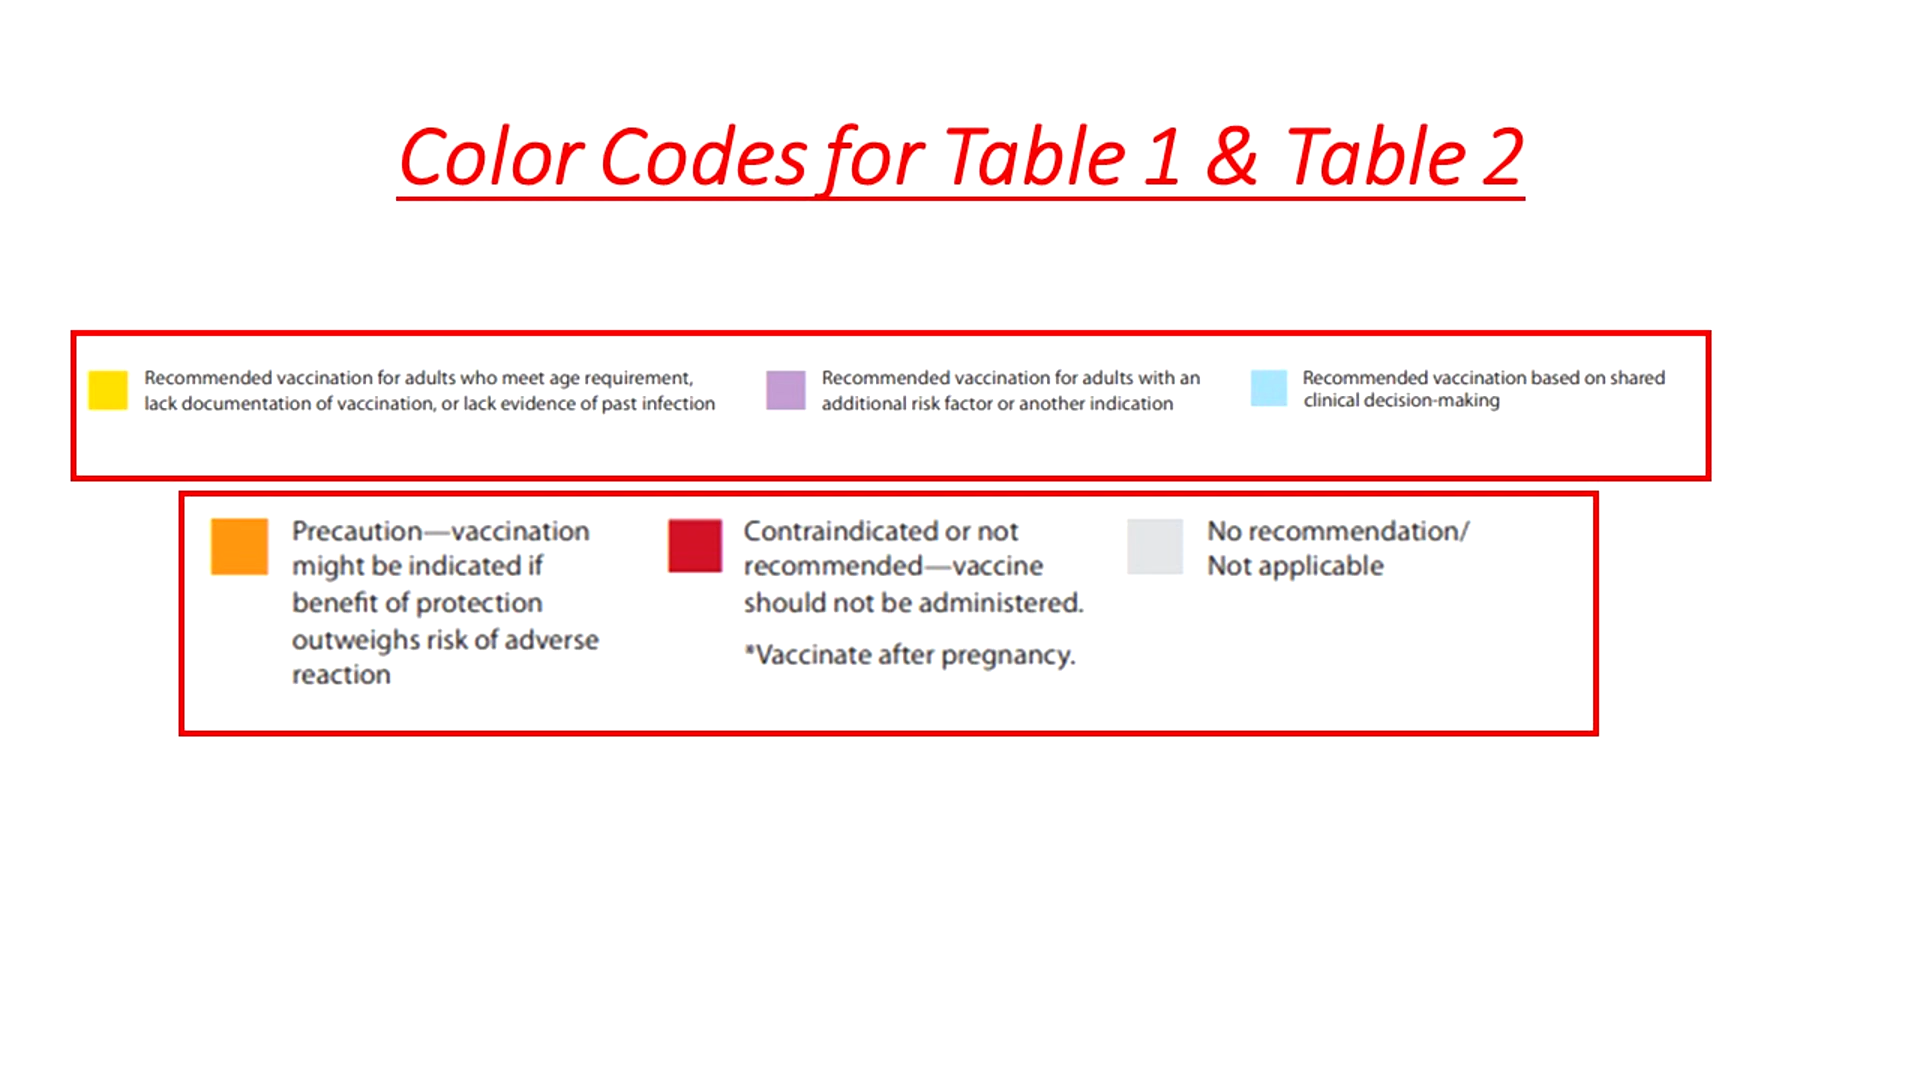 Color Codes for Table 1 & Table 2
Recommended vaccination for adults who meet age requirement,
lack documentation of vaccination, or lack evidence of past infection
Recommended vaccination for adults with an
additional risk factor or another indication
Recommended vaccination based on shared
clinical decision-making
Precaution—vaccination
might be indicated if
benefit of protection
outweighs risk of adverse
reaction
Contraindicated or not
recommended—vaccine
should not be administered.
*Vaccinate after pregnancy.
No recommendation/
Not applicable